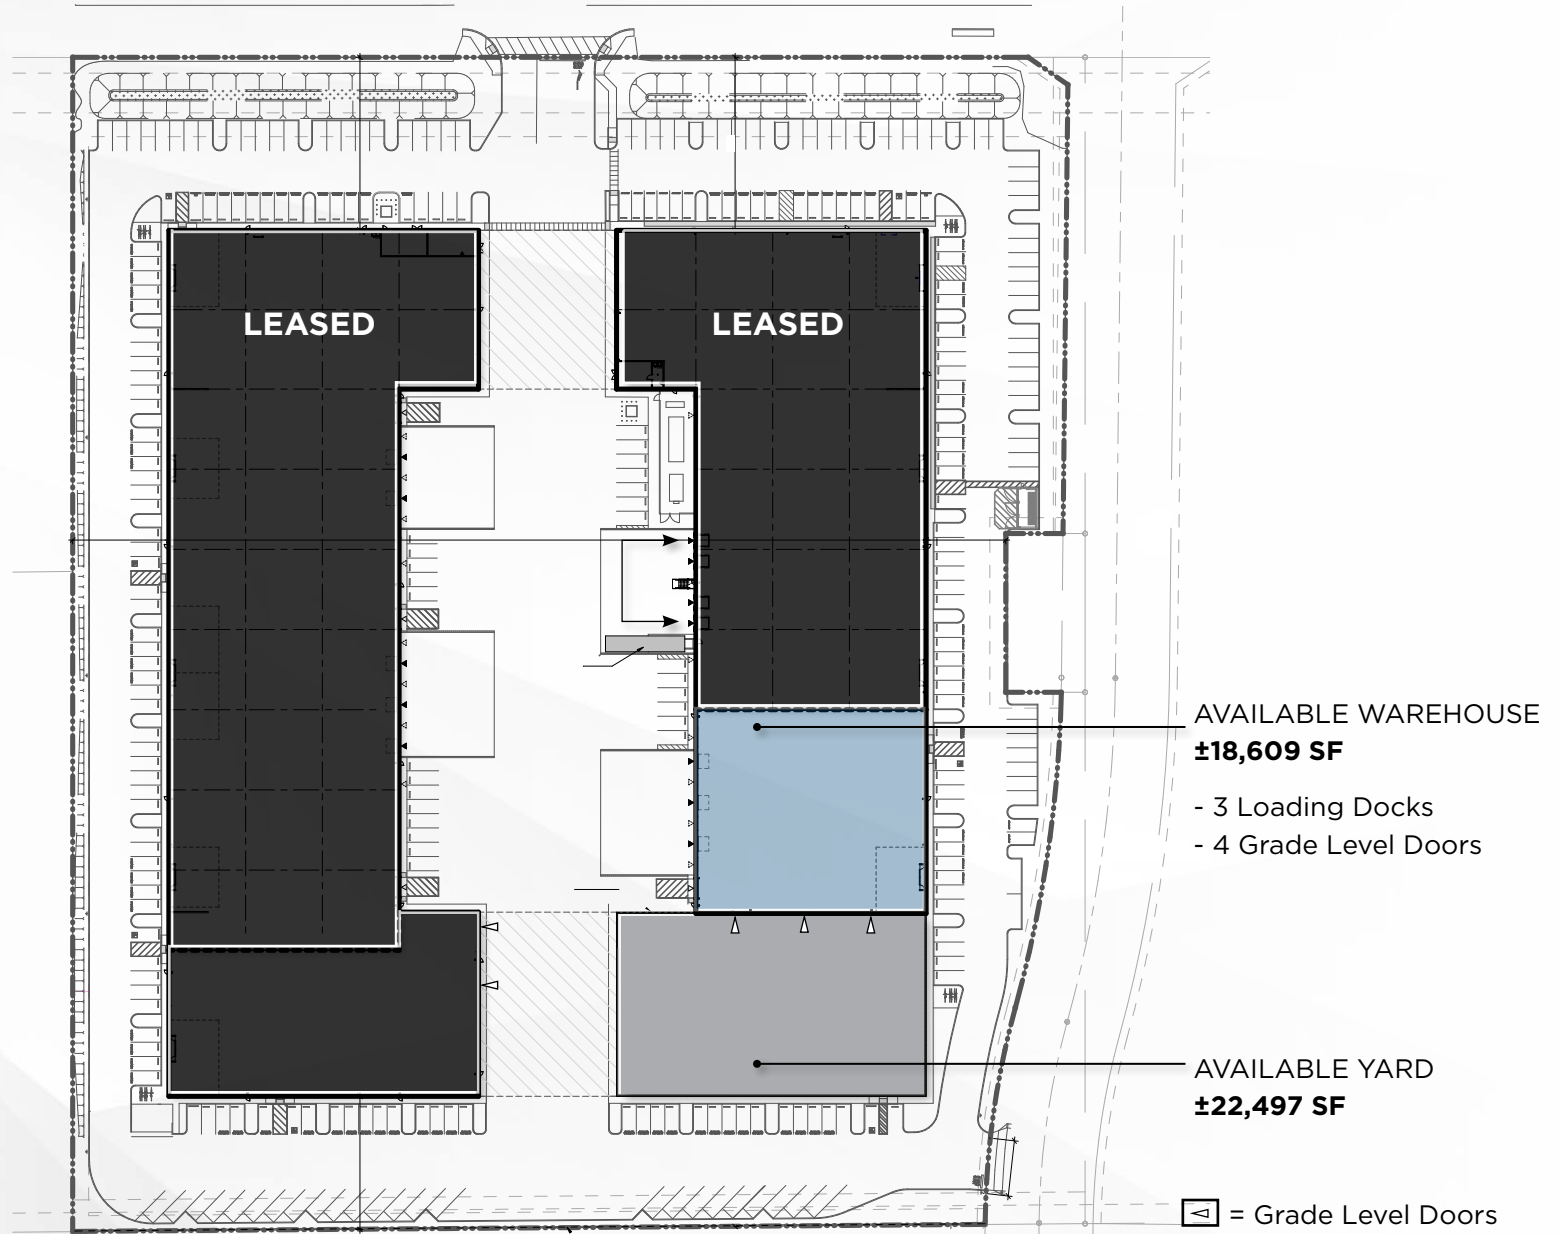 LEASED
LEASED
AVAILABLE WAREHOUSE
±18,609 SF
- 3 Loading Docks
- 4 Grade Level Doors
AVAILABLE YARD
±22,497 SF
= Grade Level Doors